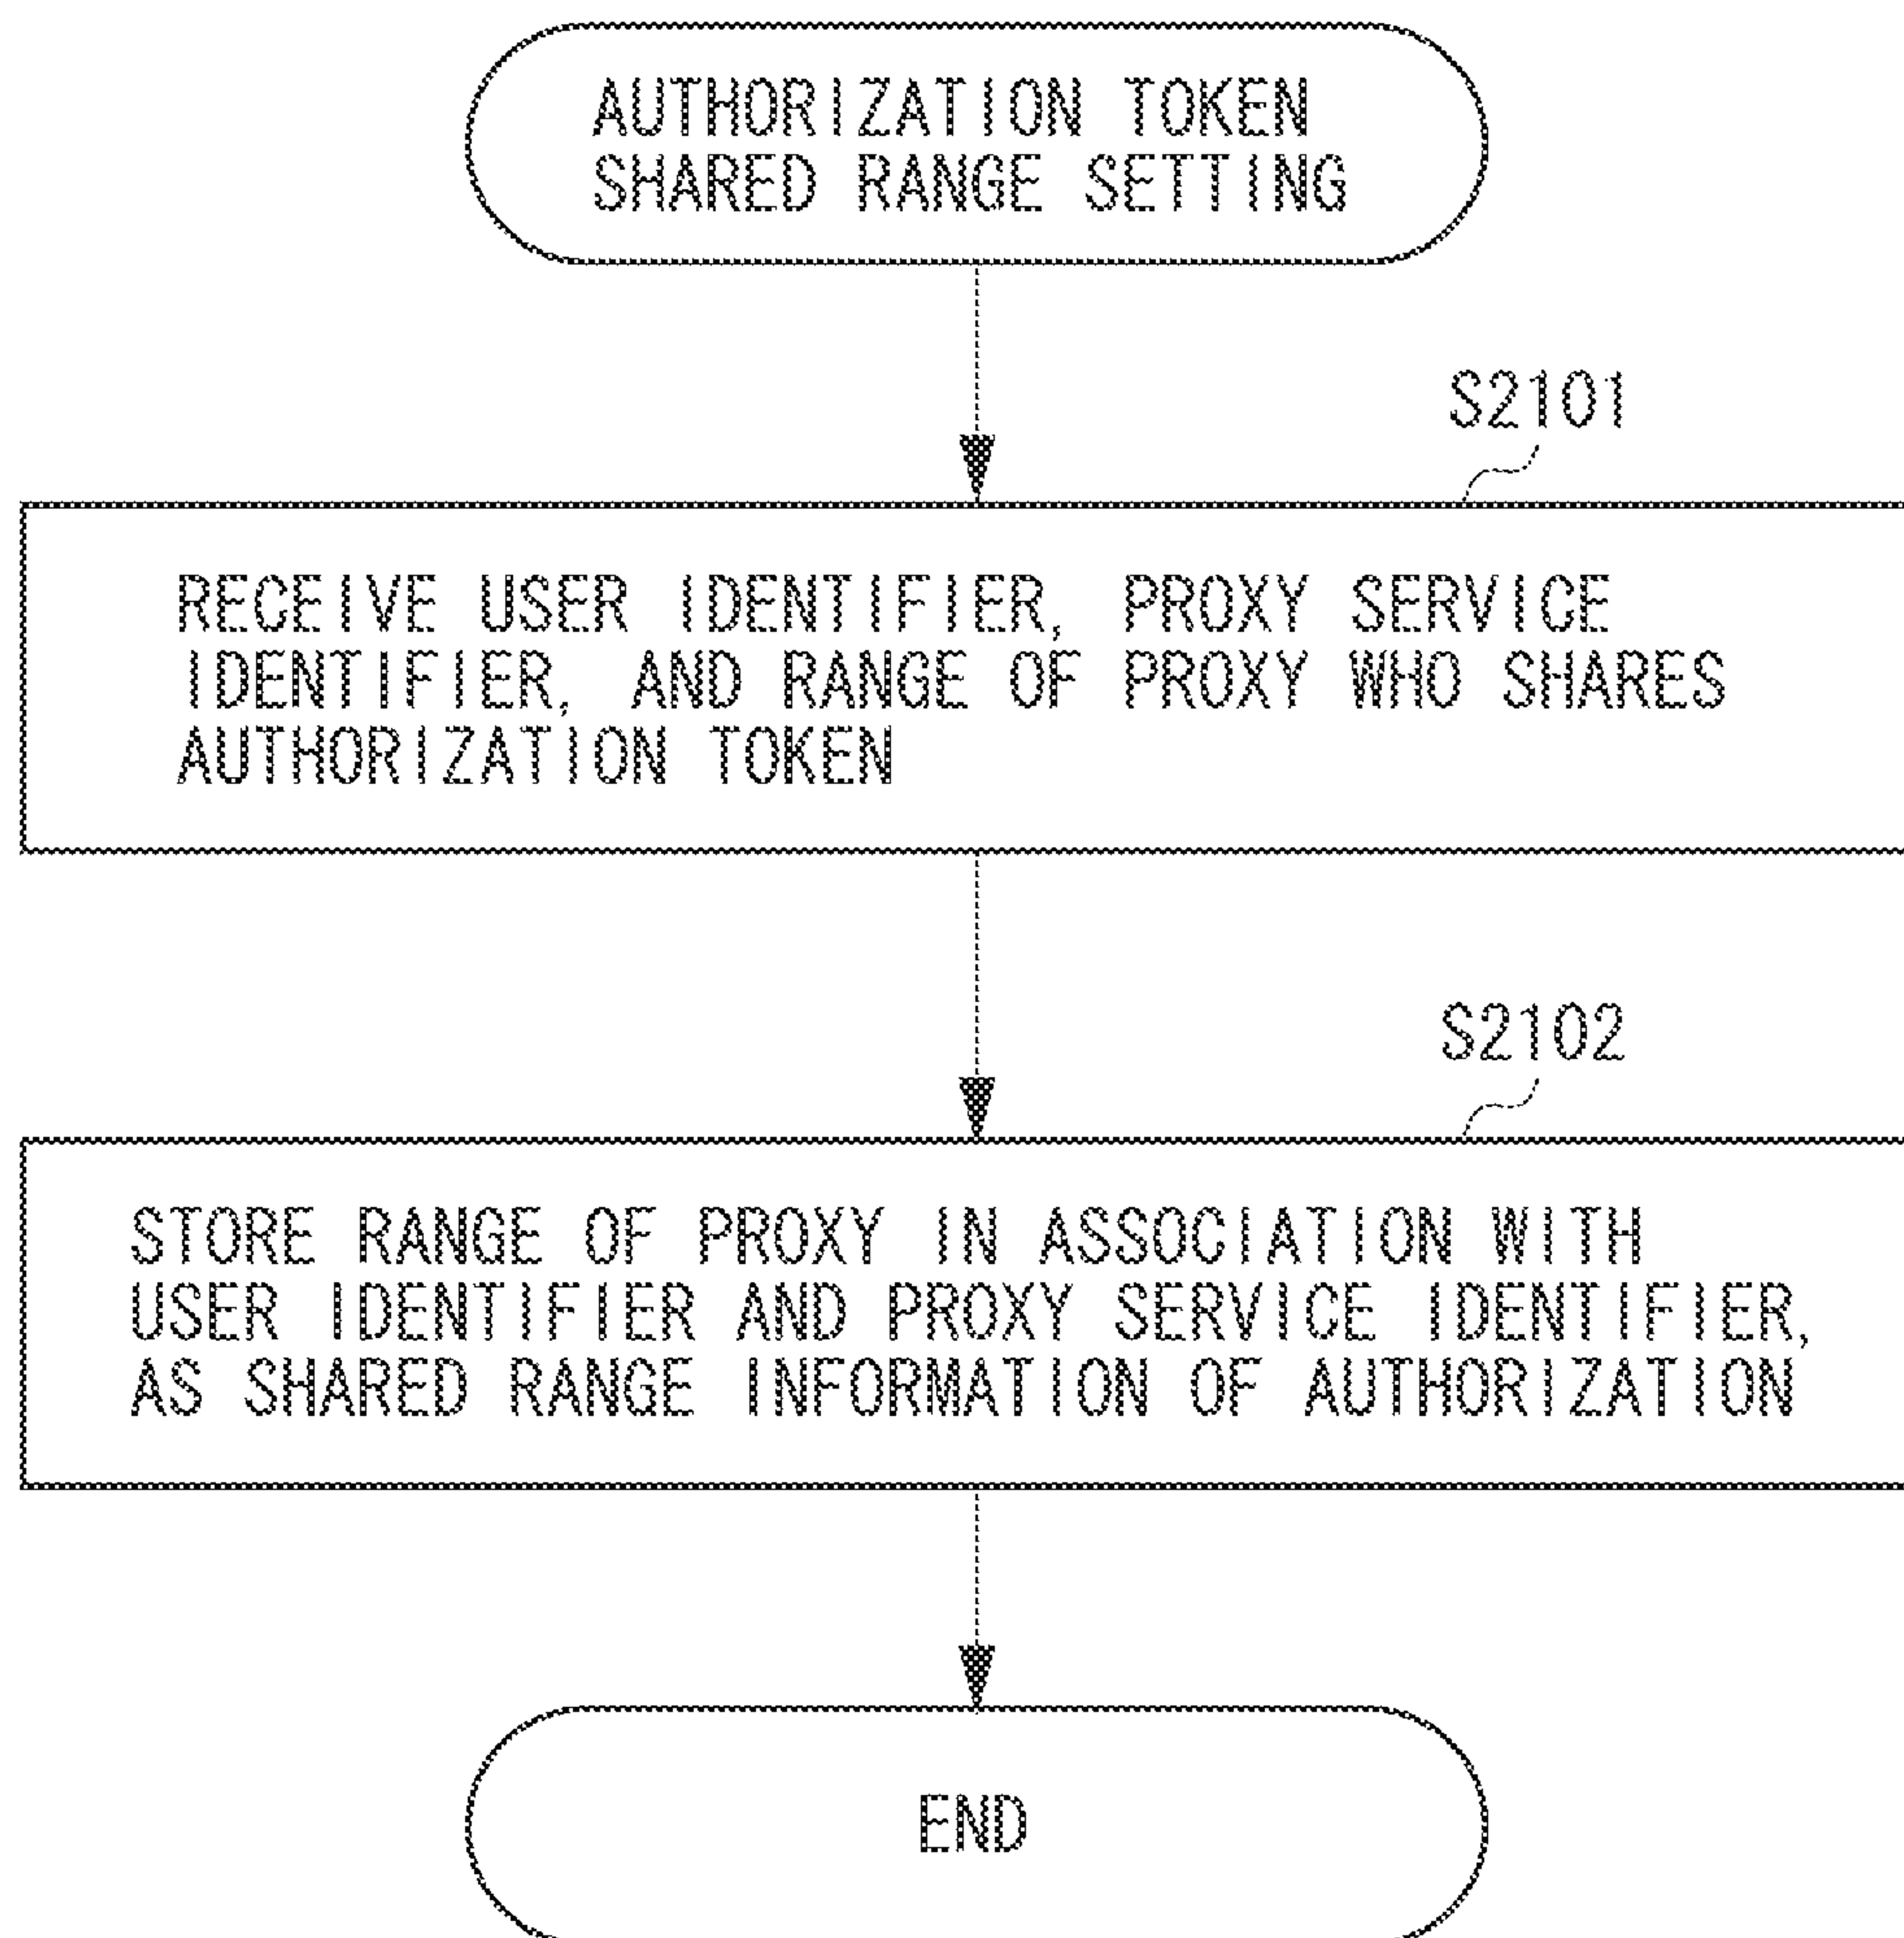 AUTHORIZATION TOKEN
SHARED RANGE SETTING
S2101
RECEIVE USER IDENTIFIER, PROXY SERVICE
IDENTIFIER, AND RANGE OF PROXY WHO SHARES
AUTHORIZATION TOKEN
S2102
STORE RANGE OF PROXY IN ASSOCIATION WITH
USER IDENTIFIER AND PROXY SERVICE IDENTIFIER,
AS SHARED RANGE INFORMATION OF AUTHORIZATION
END